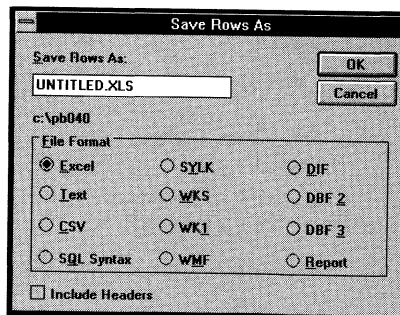 Save Rows As
Save Rows As:
OK
UNTITLED.XLS
Cancel
c:\pb040
File Format
Excel SYLK DIF
Text WKS DBF 2
CSV WK1 DBF 3
SQL Syntax WMF Report
Include Headers